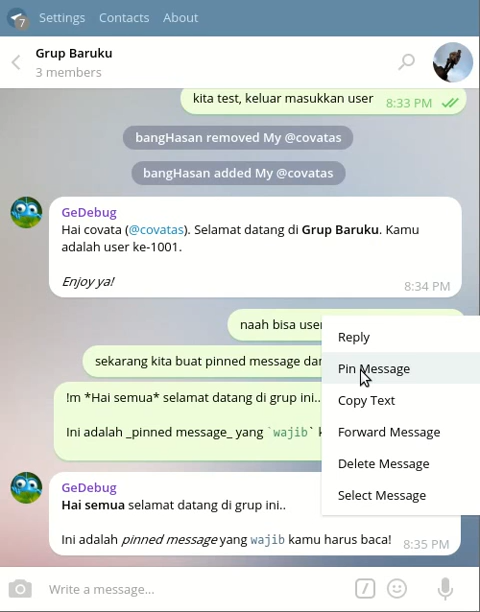 7
Settings Contacts About
Grup Baruku
3 members
kita test, keluar masukkan user 8:33 PM
bangHasan removed My @covatas
bangHasan added My @covatas
GeDebug
Hai covata (@covatas). Selamat datang di Grup Baruku. Kamu
adalah user ke-1001.
Enjoy ya!
8:34 PM
naah bisa user
sekarang kita buat pinned message dan
!m *Hai semua* selamat datang di grup ini..
Ini adalah _pinned message_ yang `wajib` k
Reply
Pin Message
Copy Text
Forward Message
Delete Message
Select Message
GeDebug
Hai semua selamat datang di grup ini..
Ini adalah pinned message yang wajib kamu harus baca! 8:35 PM
Write a message...